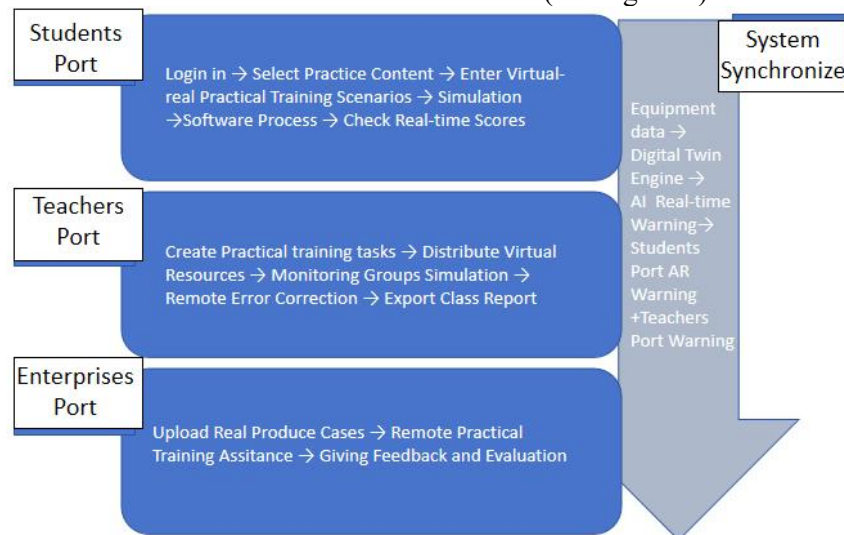 Students
Port
Login in → Select Practice Content → Enter Virtual-
real Practical Training Scenarios → Simulation
→Software Process → Check Real-time Scores
Teachers
Port
Create Practical training tasks → Distribute Virtual
Resources → Monitoring Groups Simulation →
Remote Error Correction → Export Class Report
Enterprises
Port
Upload Real Produce Cases → Remote Practical
Training Assitance → Giving Feedback and Evaluation
System
Synchronize
Equipment
data →
Digital Twin
Engine →
AI Real-time
Warning→
Students
Port AR
Warning
+Teachers
Port Warning